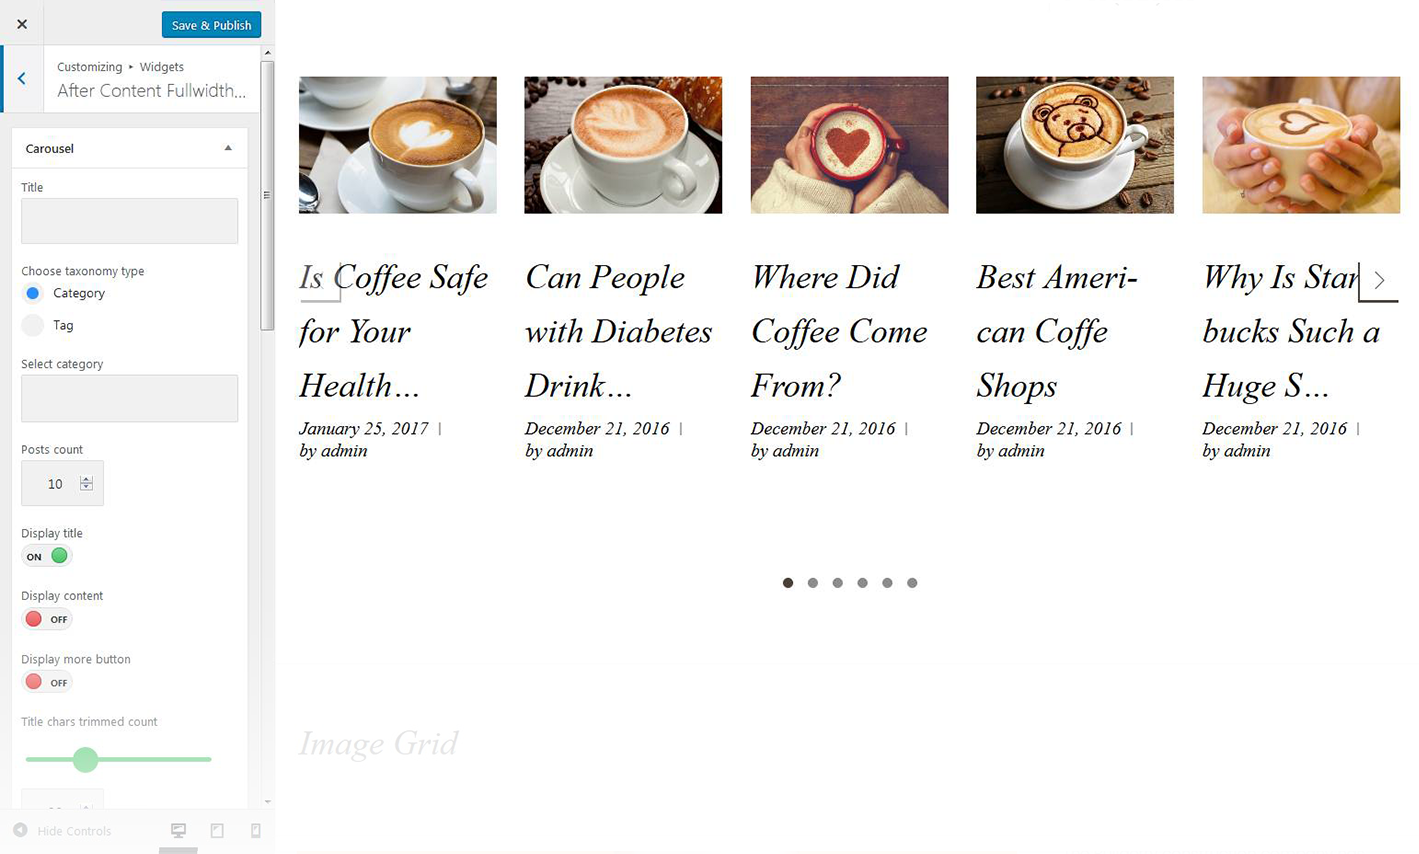 Save & Publish
Customizing ▸ Widgets
After Content Fullwidth...
Carousel
Title
Choose taxonomy type
Category
Tag
Select category
Posts count
10
Display title
ON
Display content
OFF
Display more button
OFF
Title chars trimmed count
Hide Controls
Is Coffee Safe
for Your
Health...
January 25, 2017 |
by admin
Can People
with Diabetes
Drink...
December 21, 2016 |
by admin
Where Did
Coffee Come
From?
December 21, 2016 |
by admin
Best Ameri-
can Coffe
Shops
December 21, 2016 |
by admin
Why Is Star
bucks Such a
Huge S...
December 21, 2016 |
by admin
Image Grid